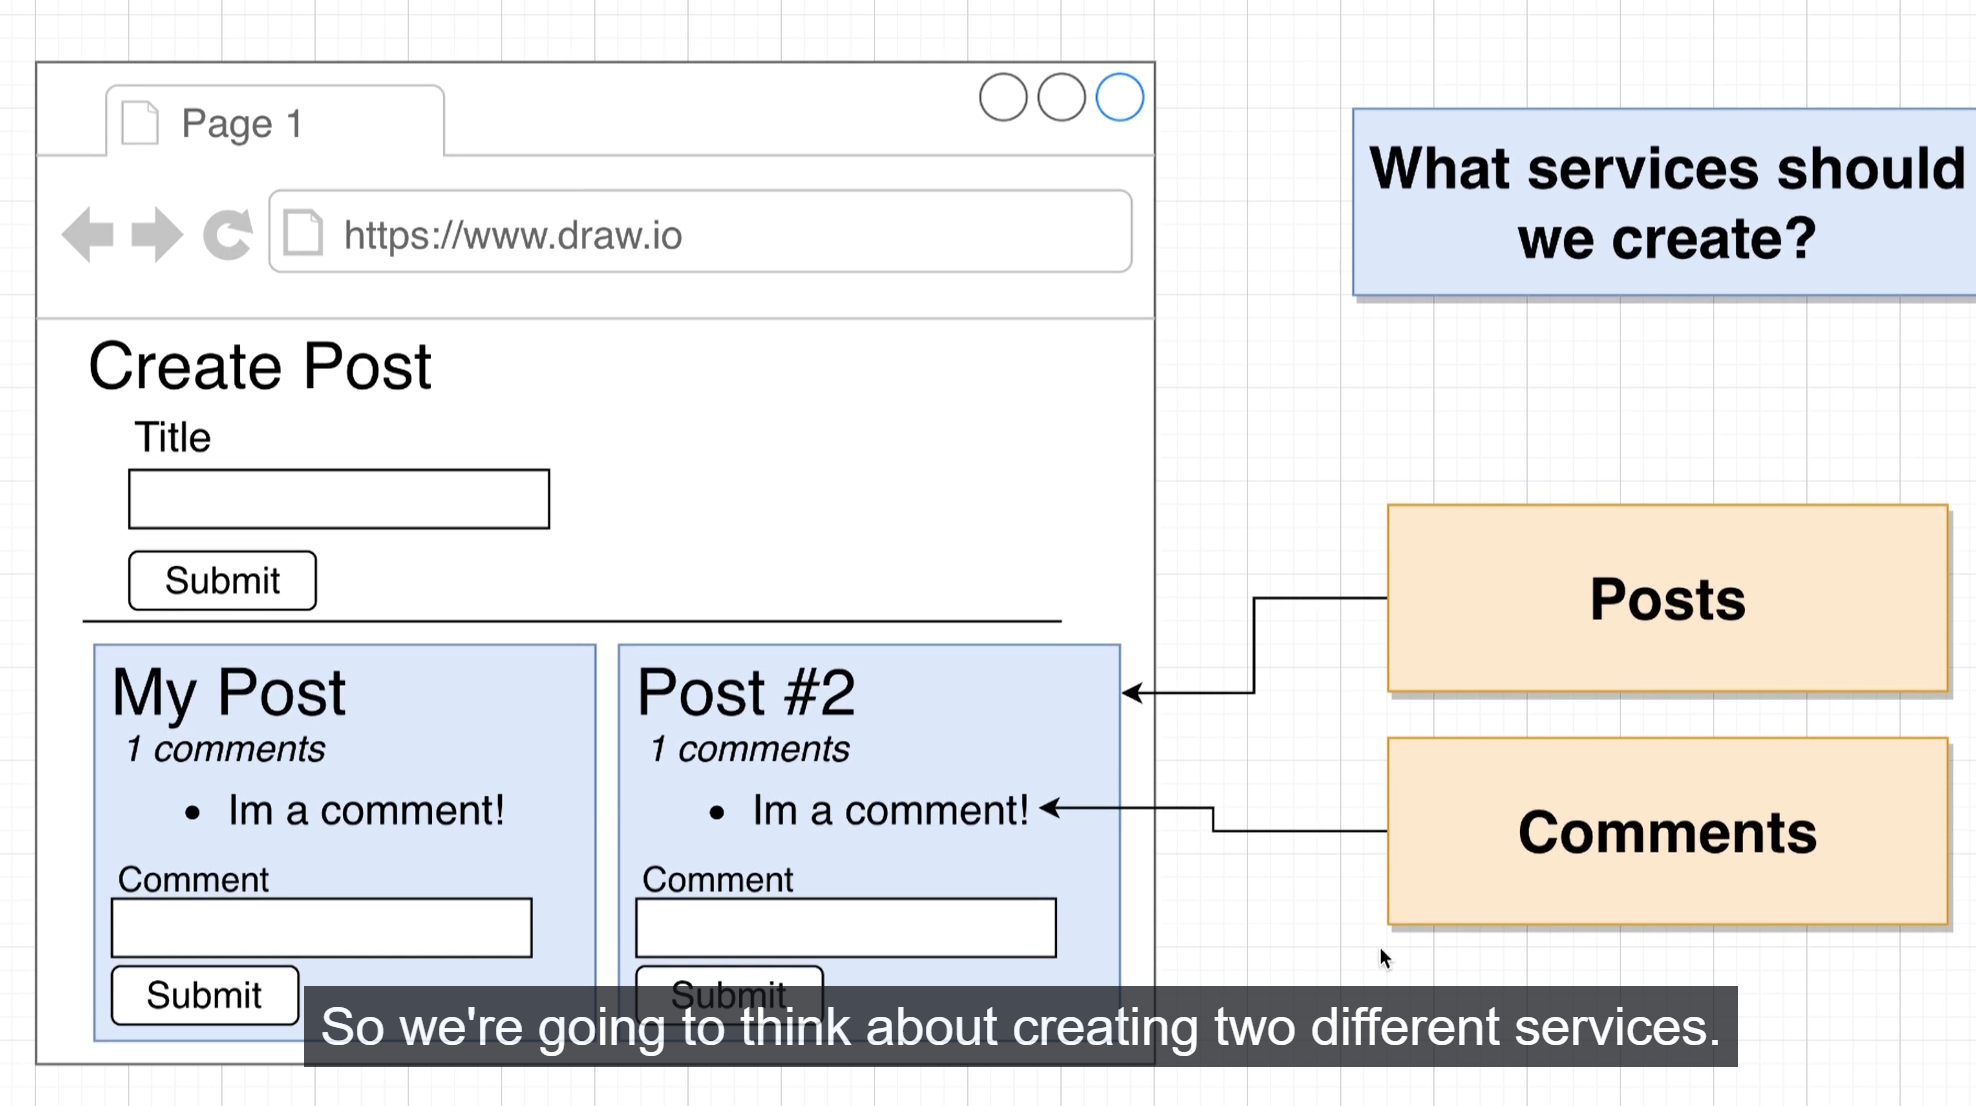 Page 1
https://www.draw.io
What services should
we create?
Create Post
Title
Submit
Posts
My Post
1 comments
• Im a comment!
Comment
Submit
Post #2
1 comments
• Im a comment!
Comment
Submit
Comments
So we're going to think about creating two different services.